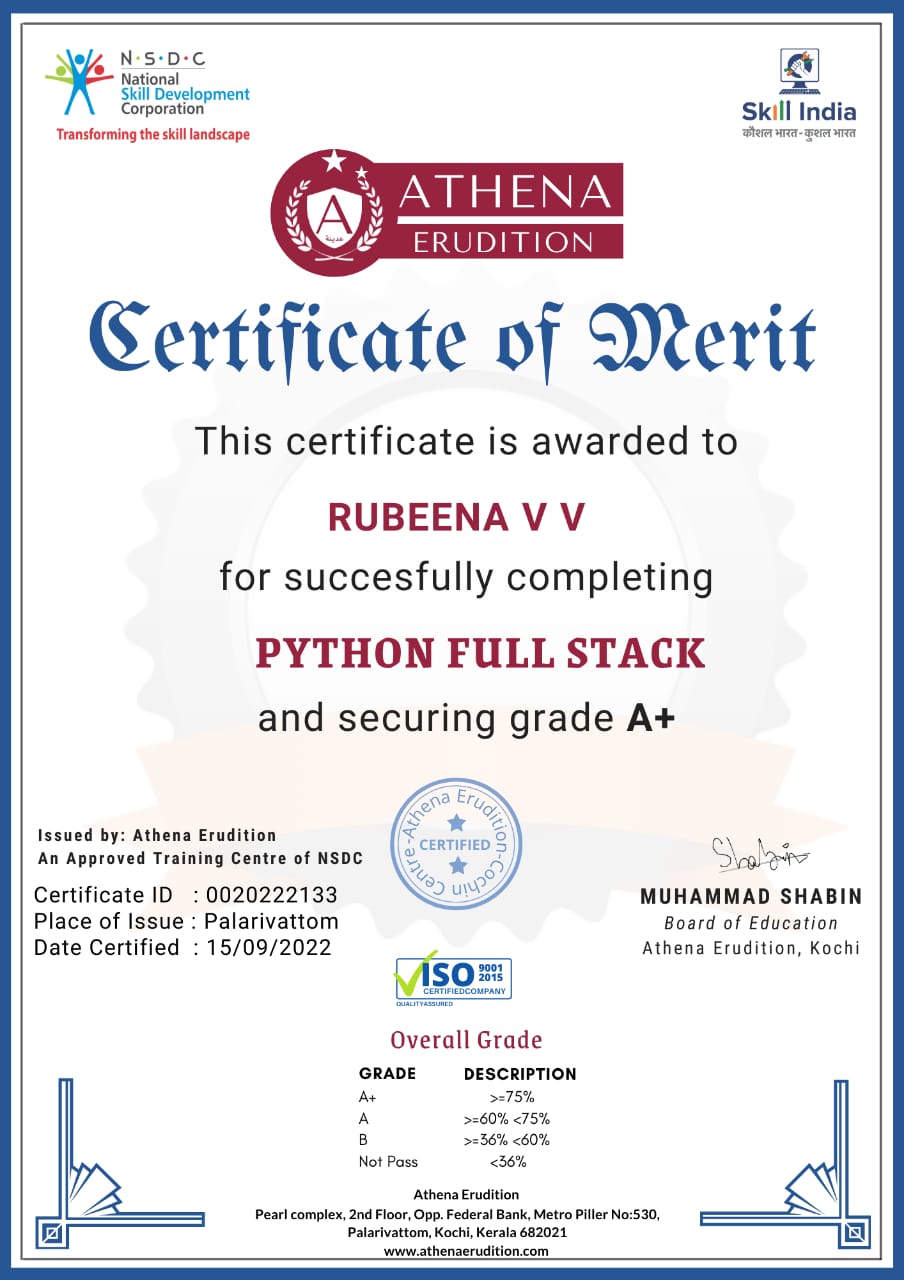 N·S·D·C
National
Skill Development
Corporation
Transforming the skill landscape
Skill India
कौशल भारत-कुशल भारत
ATHENA
ERUDITION
A
مدينة
Certificate of Merit
This certificate is awarded to
RUBEENA V V
for succesfully completing
PYTHON FULL STACK
and securing grade A+
Issued by: Athena Erudition
An Approved Training Centre of NSDC
Certificate ID : 0020222133
Place of Issue : Palarivattom
Date Certified : 15/09/2022
Athena Erudition-Cochin Centre-
CERTIFIED
Shabin
MUHAMMAD SHABIN
Board of Education
Athena Erudition, Kochi
ISO 9001
2015
CERTIFIEDCOMPANY
QUALITYASSURED
Overall Grade
GRADE DESCRIPTION
A+ >=75%
A >=60% <75%
B >=36% <60%
Not Pass <36%
Athena Erudition
Pearl complex, 2nd Floor, Opp. Federal Bank, Metro Piller No:530,
Palarivattom, Kochi, Kerala 682021
www.athenaerudition.com